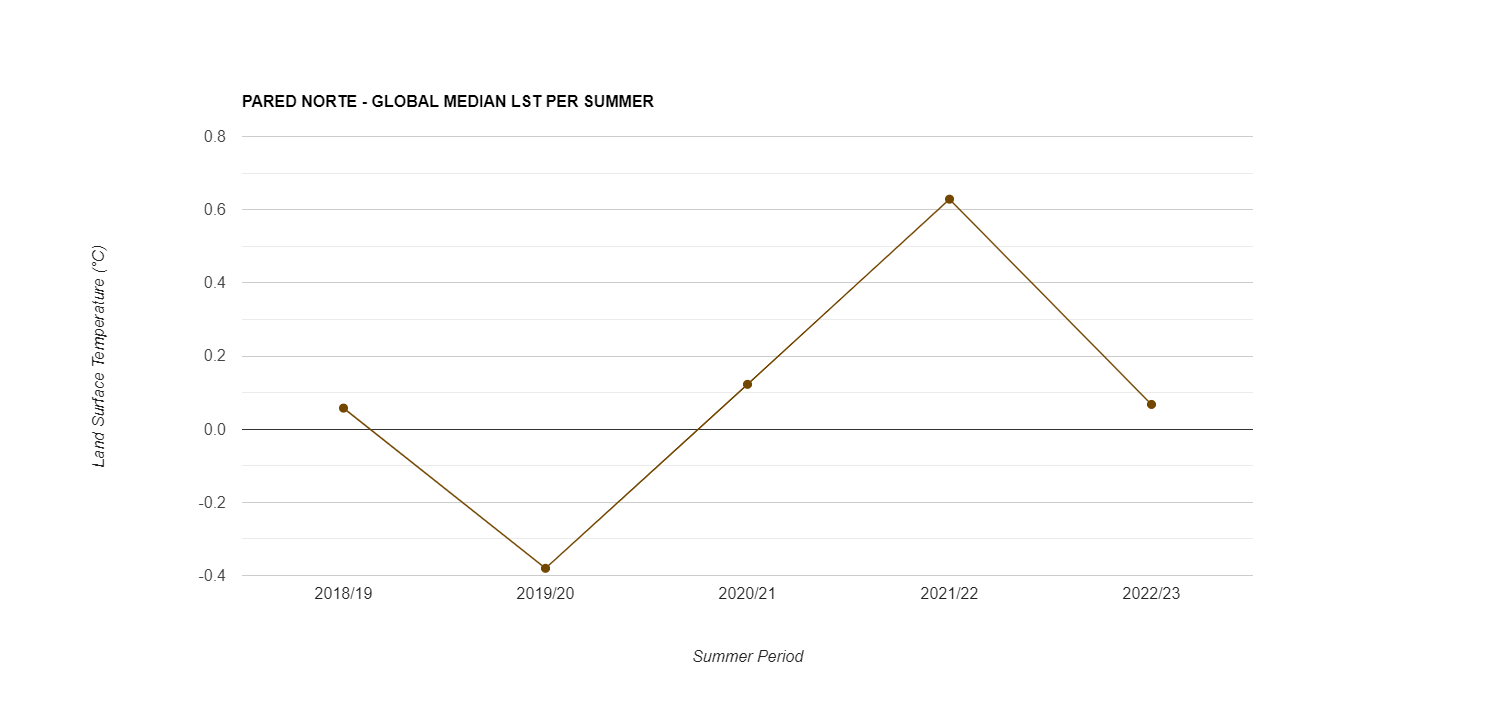 PARED NORTE - GLOBAL MEDIAN LST PER SUMMER
0.8
0.6
0.4
0.2
0.0
-0.2
-0.4
Land Surface Temperature (°C)
2018/19 2019/20 2020/21 2021/22 2022/23
Summer Period